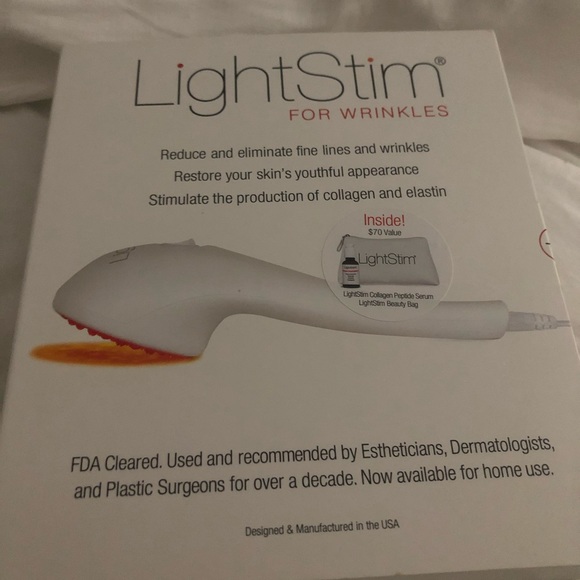 LightStim®
FOR WRINKLES
Reduce and eliminate fine lines and wrinkles
Restore your skin's youthful appearance
Stimulate the production of collagen and elastin
Inside!
$70 Value
LightStim
LightStim Collagen Peptide Serum
LightStim Beauty Bag
FDA Cleared. Used and recommended by Estheticians, Dermatologists,
and Plastic Surgeons for over a decade. Now available for home use.
Designed & Manufactured in the USA